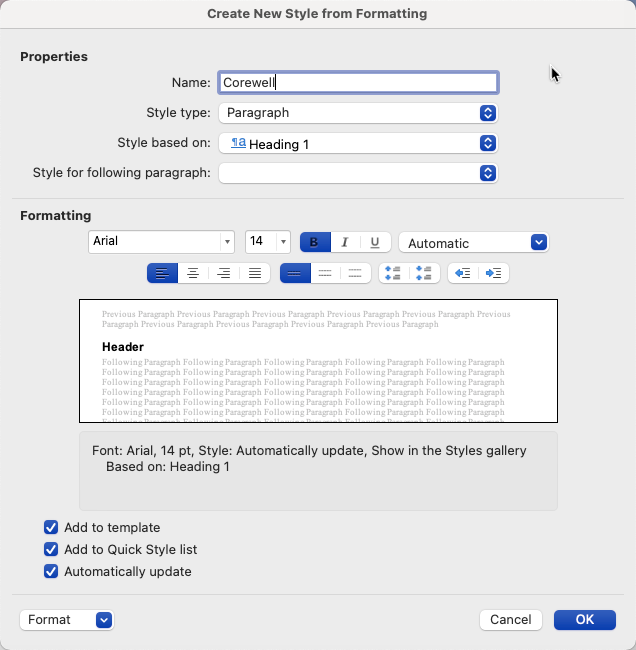 Create New Style from Formatting
Properties
Name: Corewell
Style type: Paragraph
Style based on: ¶a Heading 1
Style for following paragraph:
Formatting
Arial 14 B I U Automatic
Previous Paragraph Previous Paragraph Previous Paragraph Previous Paragraph Previous Paragraph Previous
Paragraph Previous Paragraph Previous Paragraph Previous Paragraph Previous Paragraph
Header
Following Paragraph Following Paragraph Following Paragraph Following Paragraph Following Paragraph
Following Paragraph Following Paragraph Following Paragraph Following Paragraph Following Paragraph
Following Paragraph Following Paragraph Following Paragraph Following Paragraph Following Paragraph
Following Paragraph Following Paragraph Following Paragraph Following Paragraph Following Paragraph
Following Paragraph Following Paragraph Following Paragraph Following Paragraph Following Paragraph
Following Paragraph Following Paragraph Following Paragraph Following Paragraph Following Paragraph
Following Paragraph Following Paragraph Following Paragraph Following Paragraph Following Paragraph
Font: Arial, 14 pt, Style: Automatically update, Show in the Styles gallery
Based on: Heading 1
Add to template
Add to Quick Style list
Automatically update
Format Cancel OK